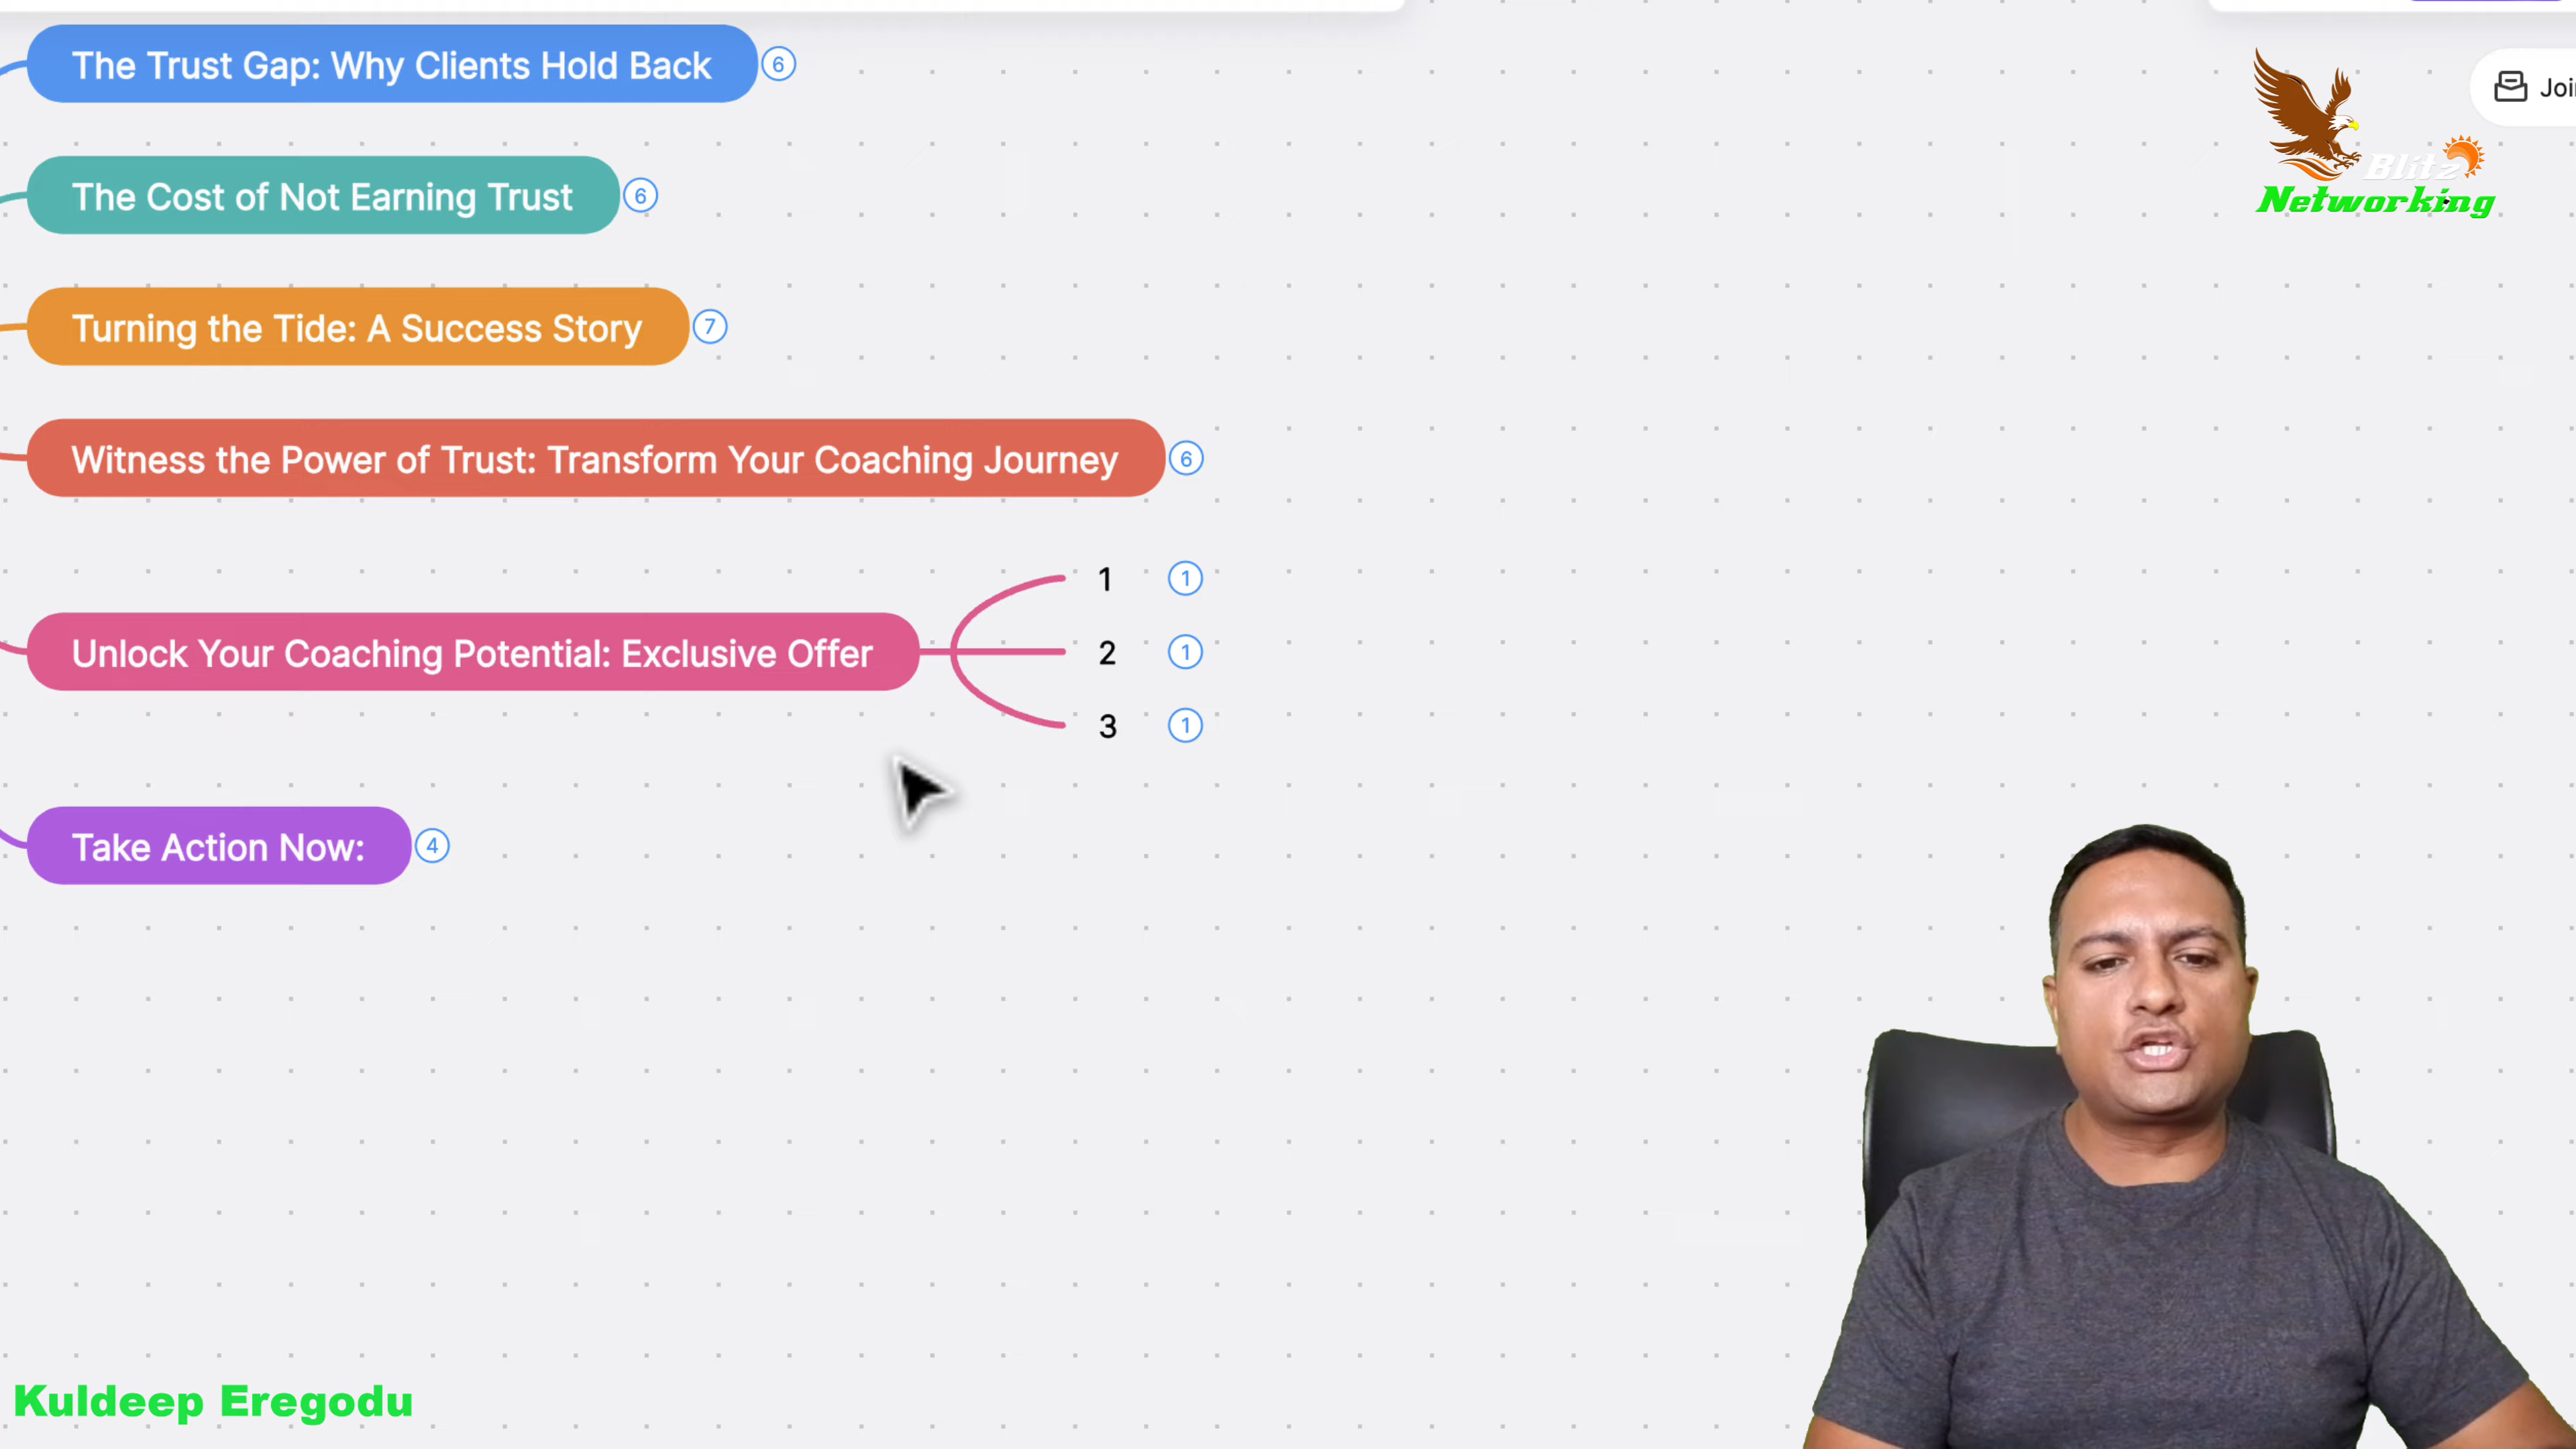 The Trust Gap: Why Clients Hold Back 6
Joi
Blitz
Networking
The Cost of Not Earning Trust 6
Turning the Tide: A Success Story 7
Witness the Power of Trust: Transform Your Coaching Journey 6
1 1
Unlock Your Coaching Potential: Exclusive Offer 2 1
3 1
Take Action Now: 4
Kuldeep Eregodu